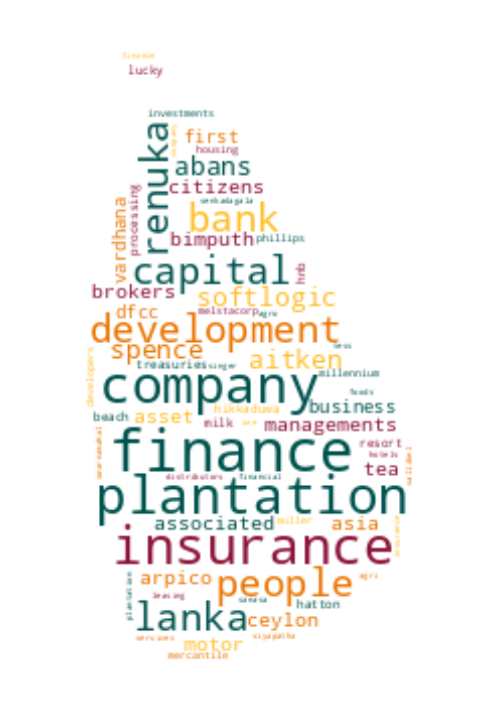 finance
lucky
investments
renuka
company
first
housing
abans
processing
citizens
senkadagala
vardhana
bank
bimputh phillips
capital hnb
brokers softlogic
dfcc melstacorp agro
development
spence aitken
treasuries singer millennium
developers
company foods
business
beach asset hikkaduwa
milk managements
finance resort
hotels
tea
distributors financial
plantation
associated muller asia
insurance
arpico people agri
plantations
leasing sanasa hatton
lanka ceylon
services siyapatha
motor
mercantile